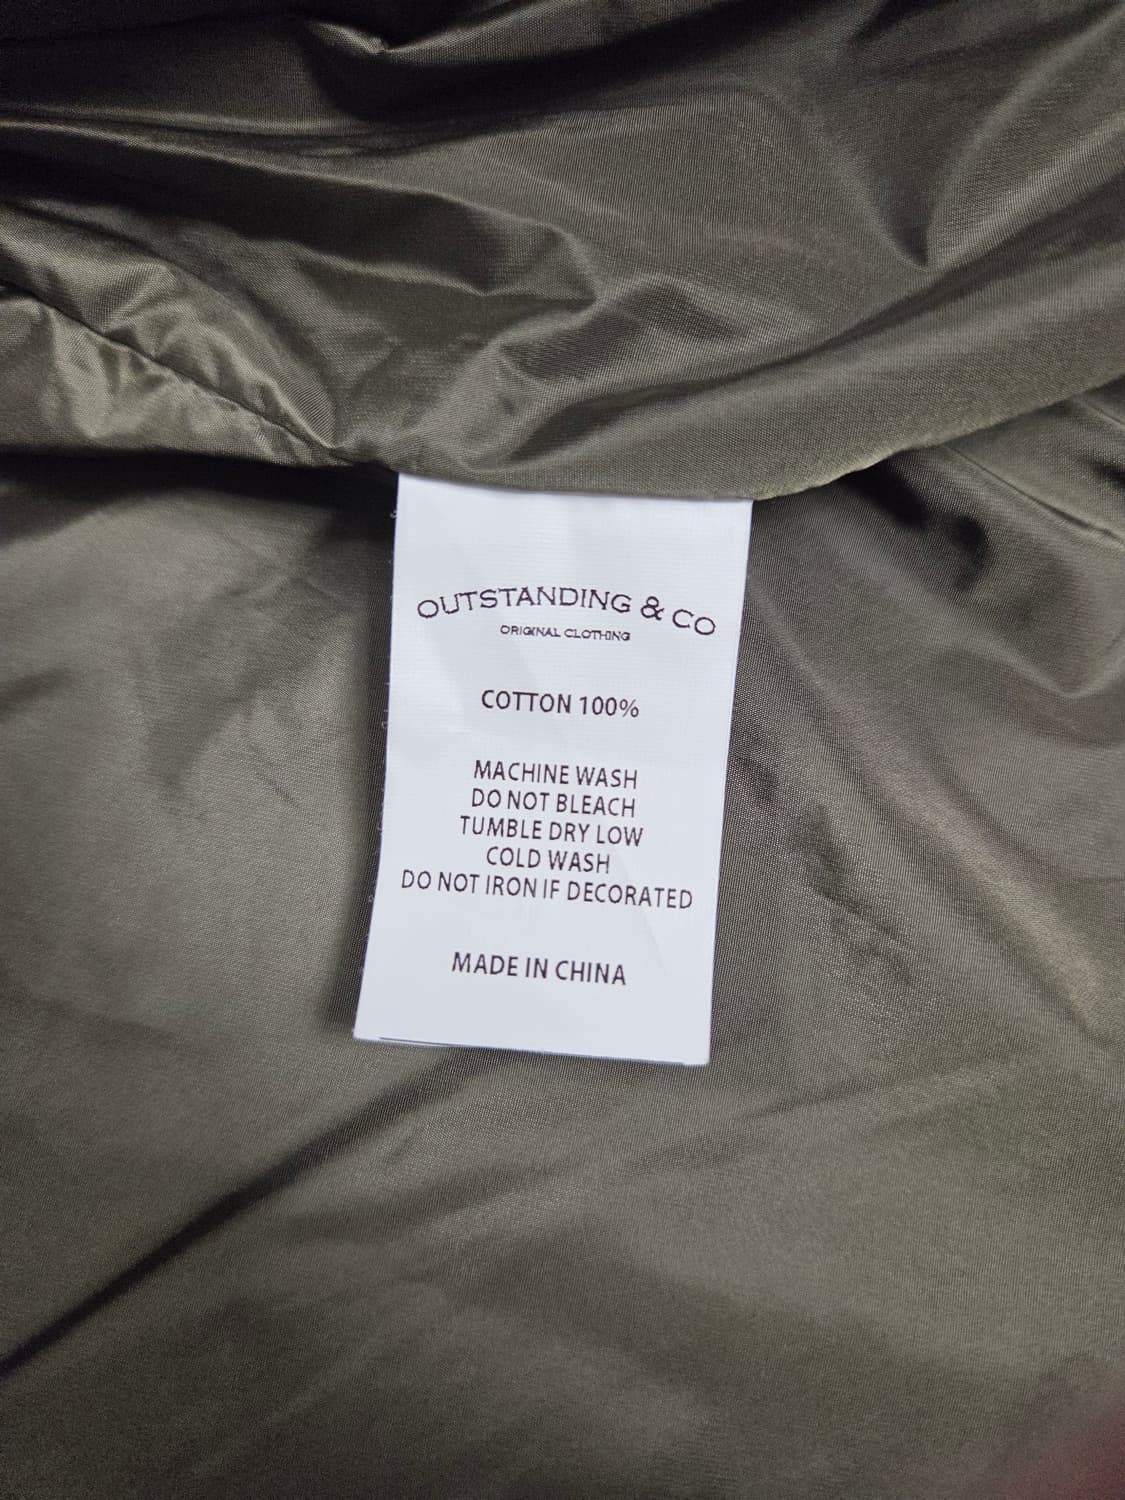 OUTSTANDING & CO
ORIGINAL CLOTHING
COTTON 100%
MACHINE WASH
DO NOT BLEACH
TUMBLE DRY LOW
COLD WASH
DO NOT IRON IF DECORATED
MADE IN CHINA